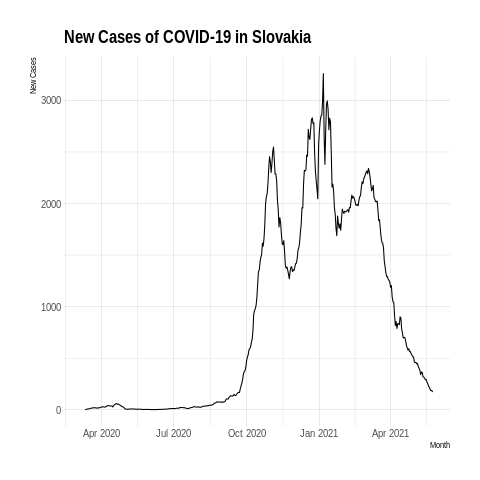 New Cases of COVID-19 in Slovakia
New Cases
3000
2000
1000
0
Apr 2020 Jul 2020 Oct 2020 Jan 2021 Apr 2021
Month